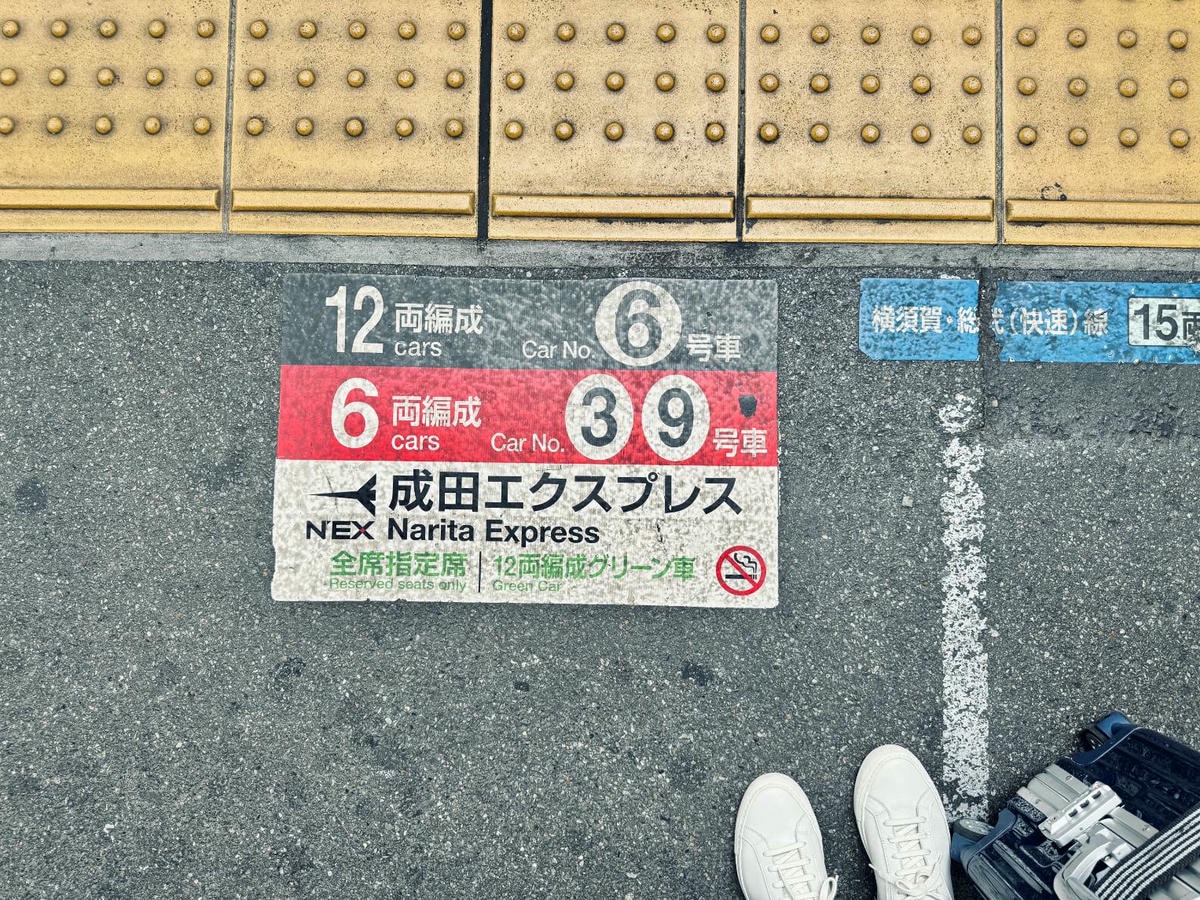 12 両編成 cars Car No. 6 号車
6 両編成 cars Car No. 3 9 号車
成田エクスプレス
N'EX Narita Express
全席指定席 12両編成グリーン車
Reserved seats only Green Car
横須賀・総武(快速)線 15両